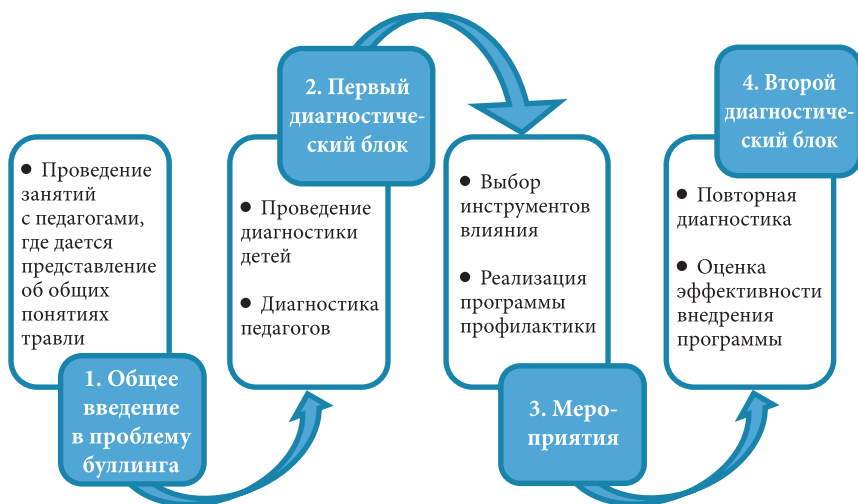 ● Проведение
занятий
с педагогами,
где дается
представление
об общих
понятиях
травли
1. Общее
введение
в проблему
буллинга
2. Первый
диагностиче-
ский блок
● Проведение
диагностики
детей
● Диагностика
педагогов
● Выбор
инструментов
влияния
● Реализация
программы
профилактики
3. Меро-
приятия
4. Второй
диагностиче-
ский блок
● Повторная
диагностика
● Оценка
эффективности
внедрения
программы